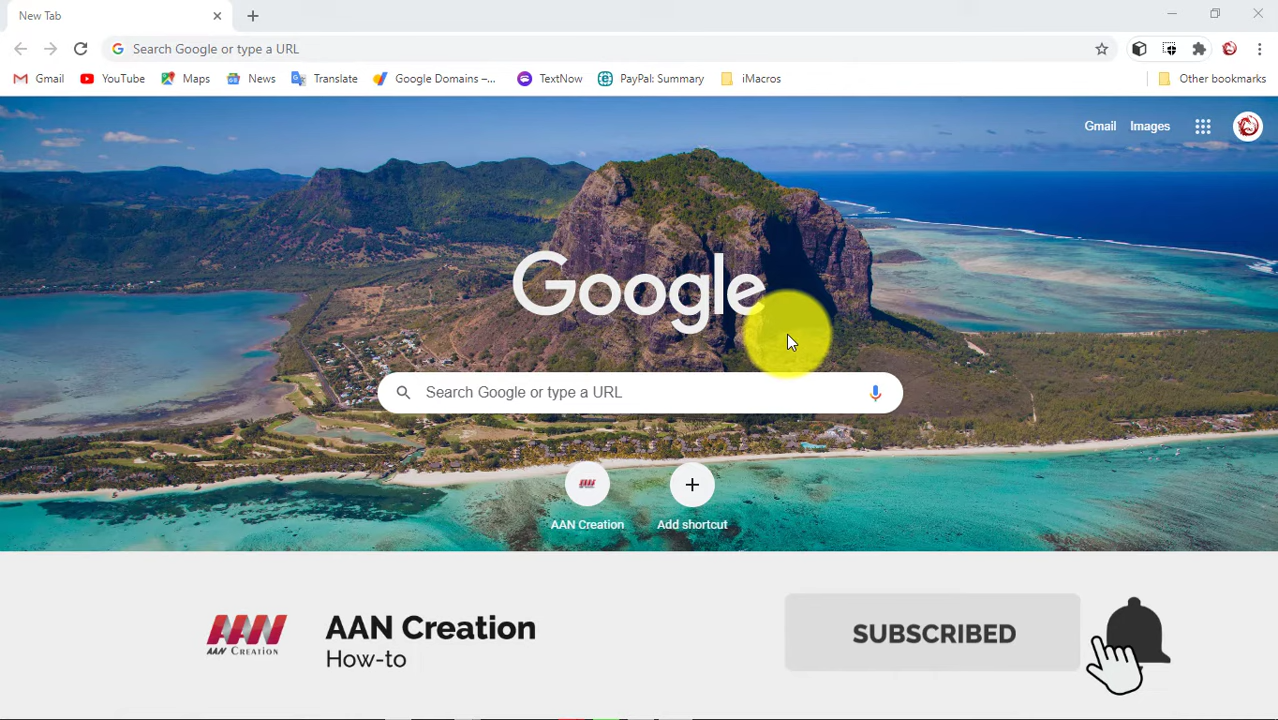 New Tab
Search Google or type a URL
Gmail YouTube Maps News Translate Google Domains –... TextNow PayPal: Summary iMacros Other bookmarks
Gmail Images
Google
Search Google or type a URL
AAN Creation Add shortcut
AAN
AAN CREATION
AAN Creation
How-to
SUBSCRIBED